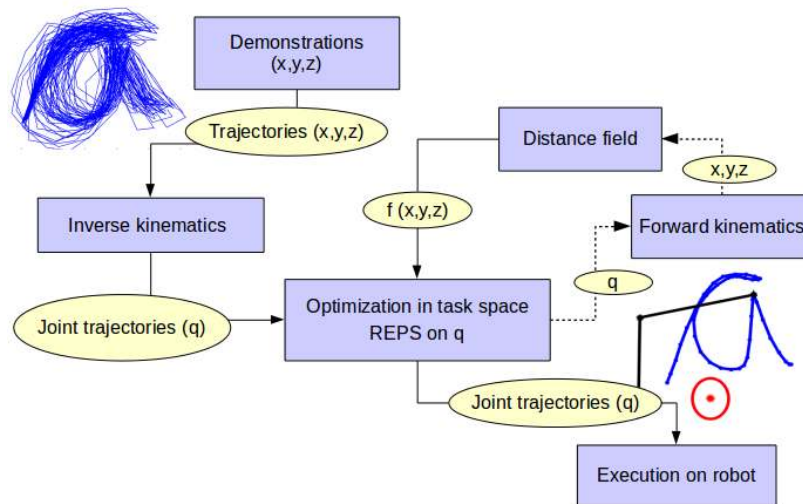 Demonstrations
(x,y,z)
Trajectories (x,y,z)
Distance field
x,y,z
Inverse kinematics
f (x,y,z)
Forward kinematics
q
Joint trajectories (q)
Optimization in task space
REPS on q
Joint trajectories (q)
Execution on robot